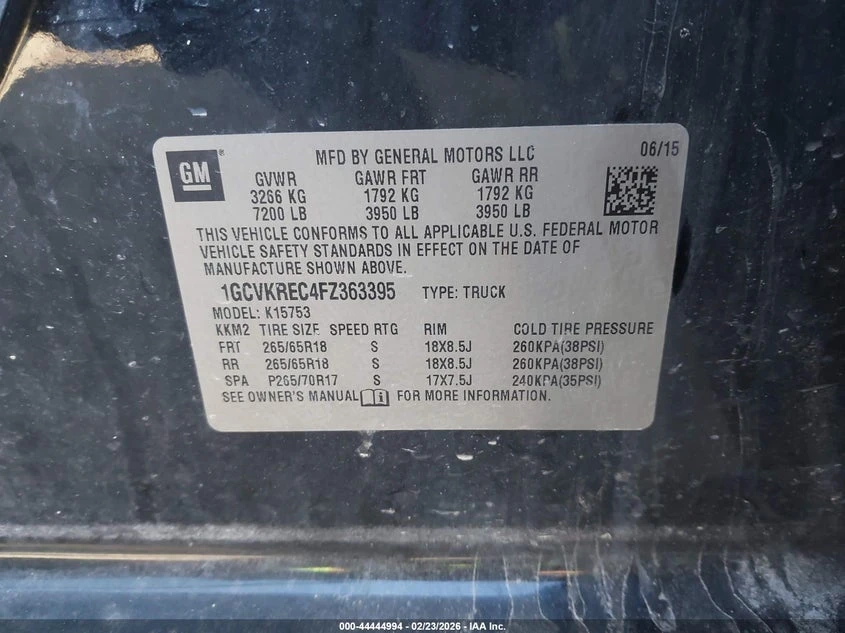 GM
MFD BY GENERAL MOTORS LLC 06/15
GVWR GAWR FRT GAWR RR
3266 KG 1792 KG 1792 KG
7200 LB 3950 LB 3950 LB
THIS VEHICLE CONFORMS TO ALL APPLICABLE U.S. FEDERAL MOTOR
VEHICLE SAFETY STANDARDS IN EFFECT ON THE DATE OF
MANUFACTURE SHOWN ABOVE.
1GCVKREC4FZ363395 TYPE: TRUCK
MODEL: K15753
KKM2 TIRE SIZE SPEED RTG RIM COLD TIRE PRESSURE
FRT 265/65R18 S 18X8.5J 260KPA(38PSI)
RR 265/65R18 S 18X8.5J 260KPA(38PSI)
SPA P265/70R17 S 17X7.5J 240KPA(35PSI)
SEE OWNER'S MANUAL FOR MORE INFORMATION.
000-44444994 - 02/23/2026 - IAA Inc.